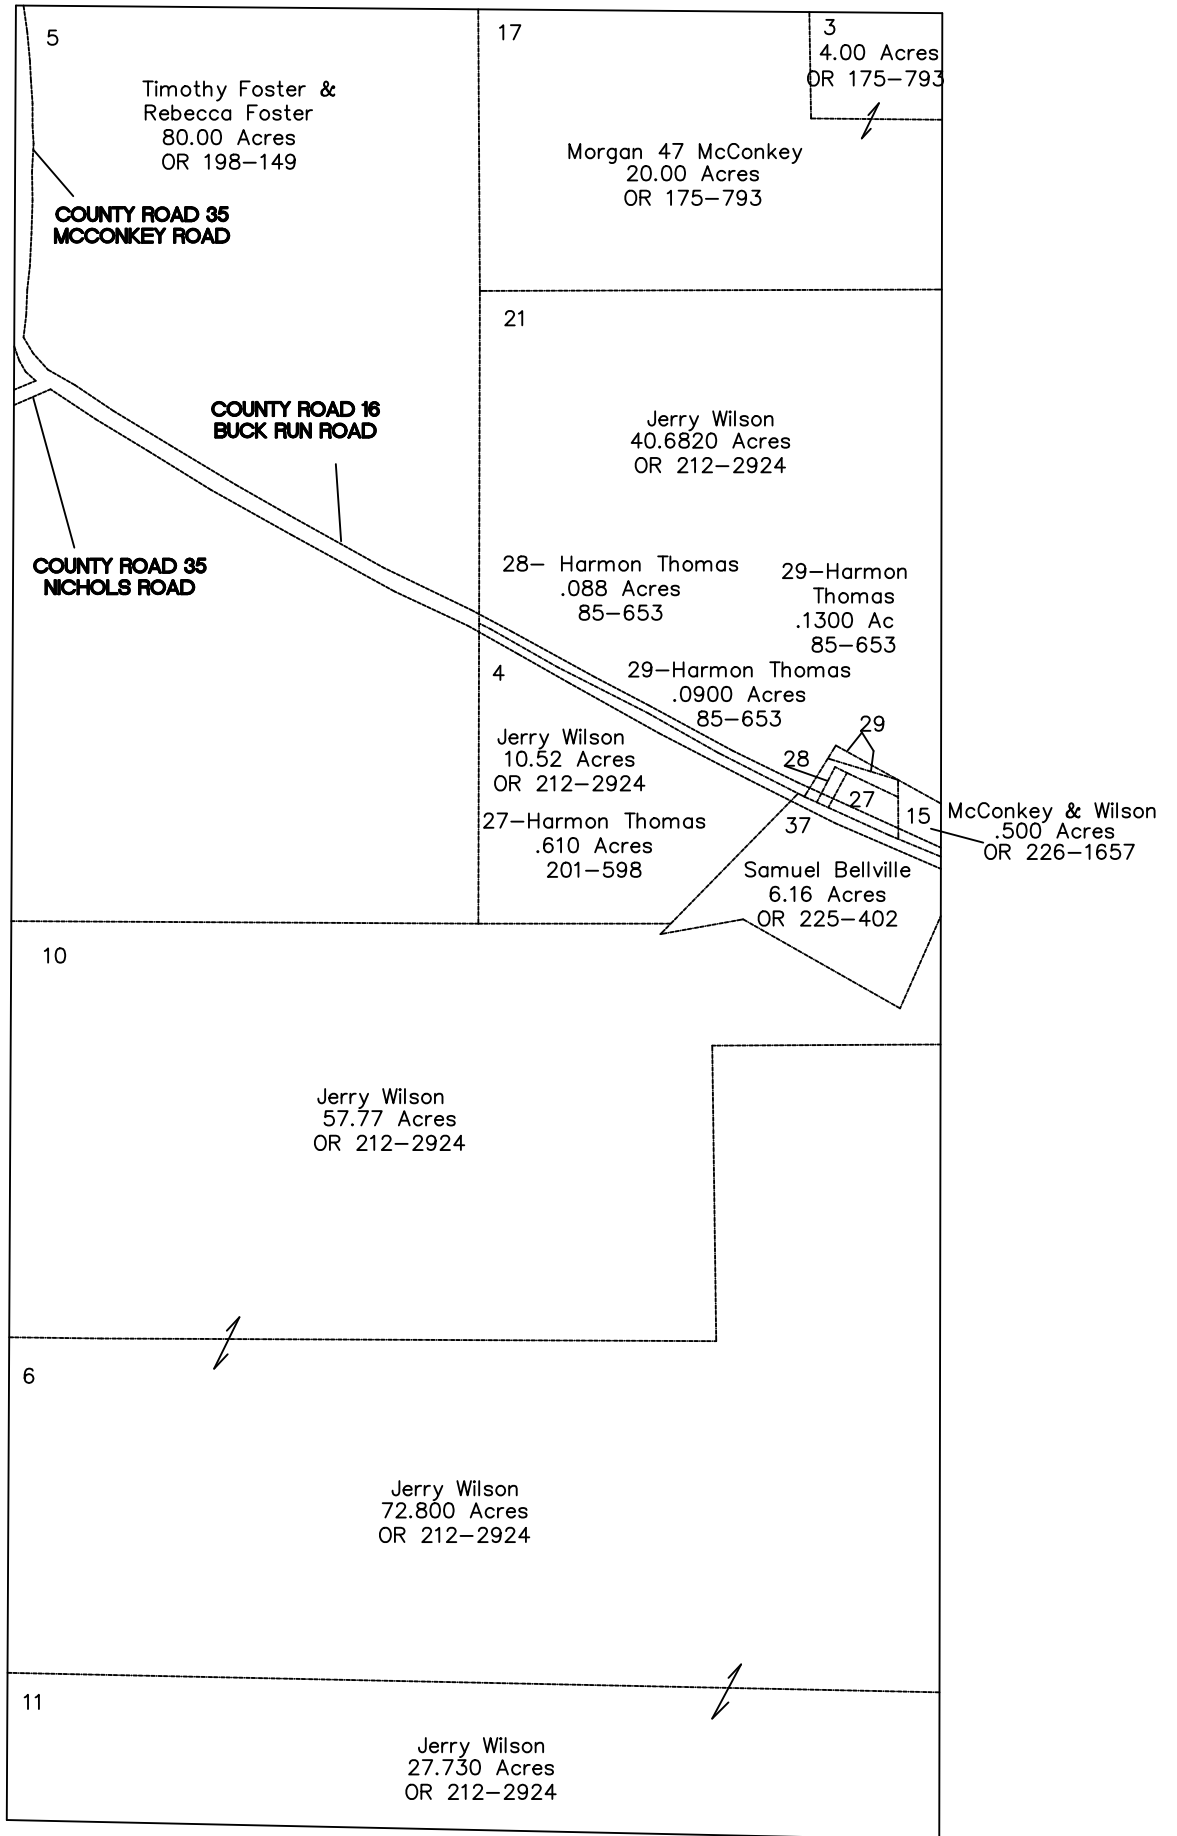 5
Timothy Foster &
Rebecca Foster
80.00 Acres
OR 198-149
COUNTY ROAD 35
MCCONKEY ROAD
17
Morgan 47 McConkey
20.00 Acres
OR 175-793
3
4.00 Acres
OR 175-793
21
Jerry Wilson
40.6820 Acres
OR 212-2924
COUNTY ROAD 16
BUCK RUN ROAD
COUNTY ROAD 35
NICHOLS ROAD
28- Harmon Thomas
.088 Acres
85-653
29-Harmon
Thomas
.1300 Ac
85-653
29-Harmon Thomas
.0900 Acres
85-653
4
Jerry Wilson
10.52 Acres
OR 212-2924
27-Harmon Thomas
.610 Acres
201-598
29
28
27
15
37
McConkey & Wilson
.500 Acres
OR 226-1657
Samuel Bellville
6.16 Acres
OR 225-402
10
Jerry Wilson
57.77 Acres
OR 212-2924
6
Jerry Wilson
72.800 Acres
OR 212-2924
11
Jerry Wilson
27.730 Acres
OR 212-2924